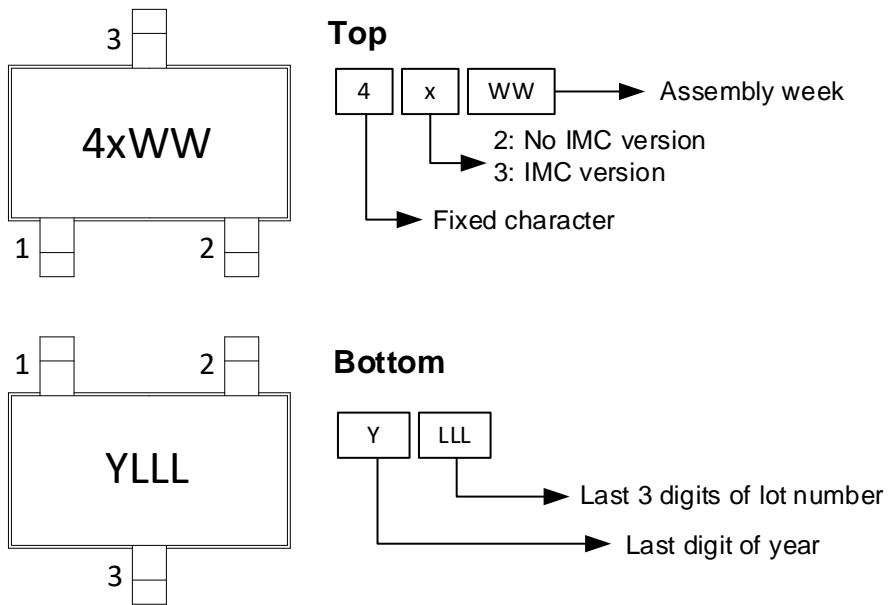 3
Top
4xWW
4 x WW Assembly week
2: No IMC version
3: IMC version
Fixed character
1 2
1 2
Bottom
YLLL
Y LLL
Last 3 digits of lot number
Last digit of year
3